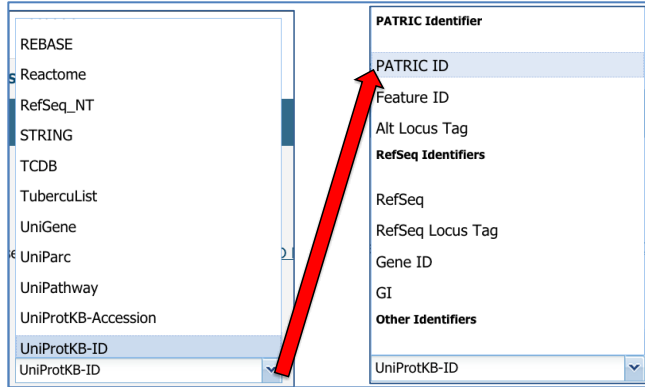 REBASE
Reactome
RefSeq_NT
STRING
TCDB
TubercuList
UniGene
UniParc
UniPathway
UniProtKB-Accession
UniProtKB-ID
UniProtKB-ID
PATRIC Identifier
PATRIC ID
Feature ID
Alt Locus Tag
RefSeq Identifiers
RefSeq
RefSeq Locus Tag
Gene ID
GI
Other Identifiers
UniProtKB-ID